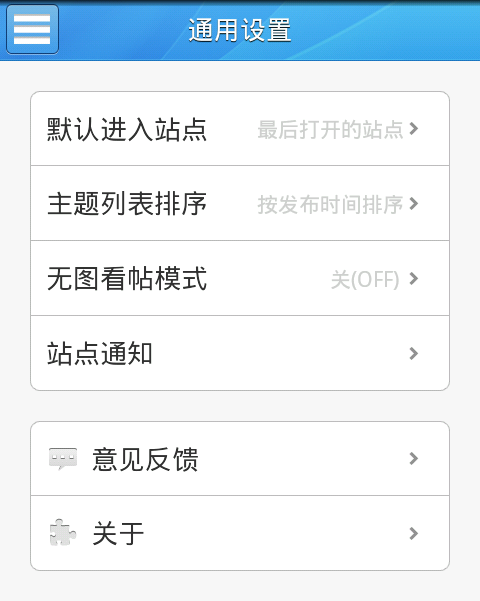 通用设置
默认进入站点 最后打开的站点
主题列表排序 按发布时间排序
无图看帖模式 关(OFF)
站点通知
意见反馈
关于